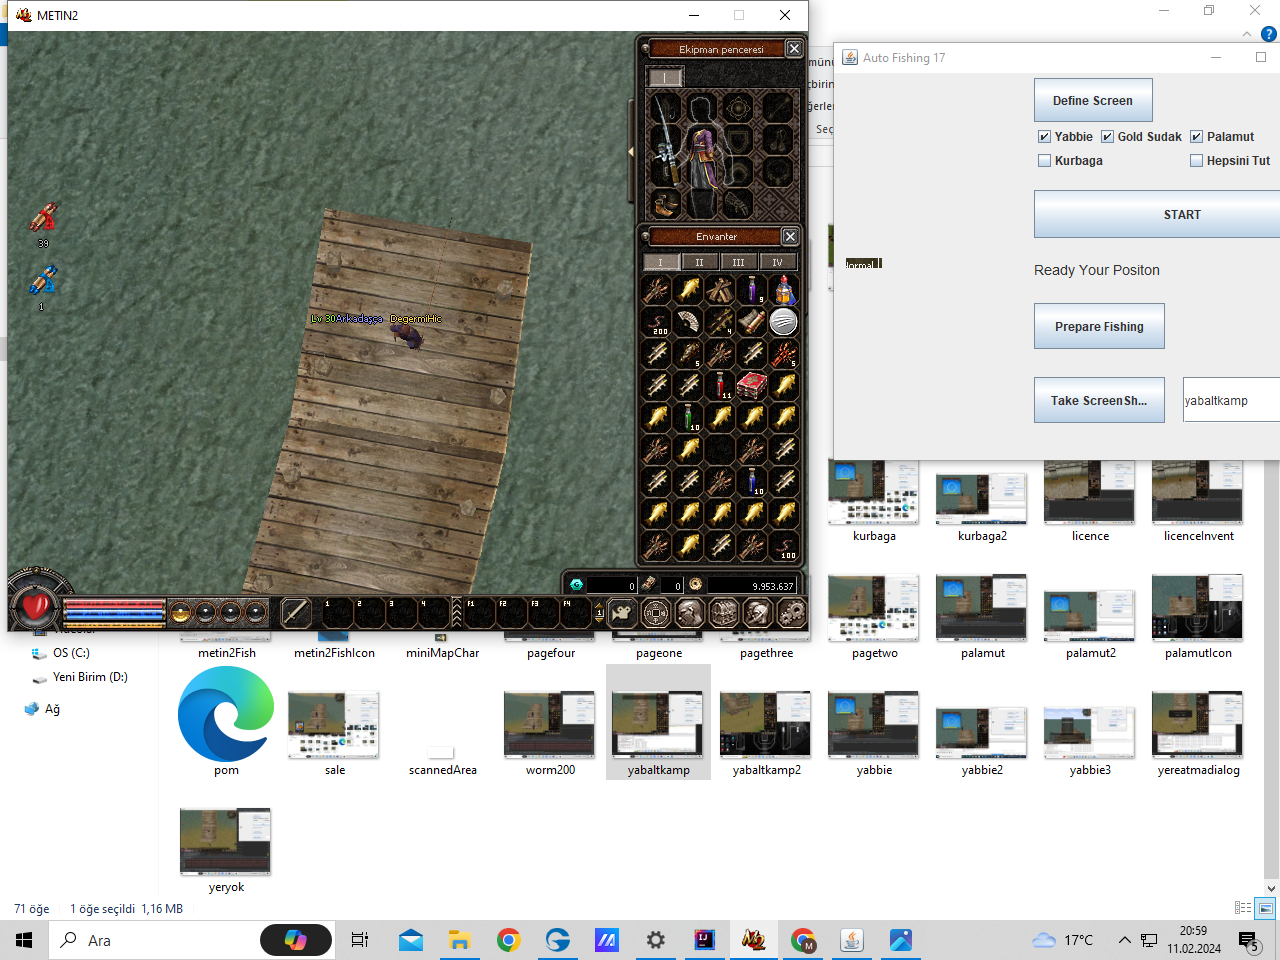 METIN2
Ekipman penceresi
I
39
1
Lv 30Arkadaşça DegermiHic
Envanter
I II III IV
9
200
4
5
5
11
10
10
100
0 0 9.953.637
1 2 3 4 F1 F2 F3 F4
1
Auto Fishing 17
Define Screen
Yabbie Gold Sudak Palamut
Kurbaga Hepsini Tut
START
Ready Your Positon
Prepare Fishing
Take ScreenSh...
yabaltkamp
OS (C:)
Yeni Birim (D:)
Ağ
kurbaga kurbaga2 licence licenceInvent
metin2Fish metin2FishIcon miniMapChar pagefour pageone pagethree pagetwo palamut palamut2 palamutIcon
pom sale scannedArea worm200 yabaltkamp yabaltkamp2 yabbie yabbie2 yabbie3 yereatmadialog
yeryok
71 öğe 1 öğe seçildi 1,16 MB
Ara
17°C
20:59
11.02.2024
5